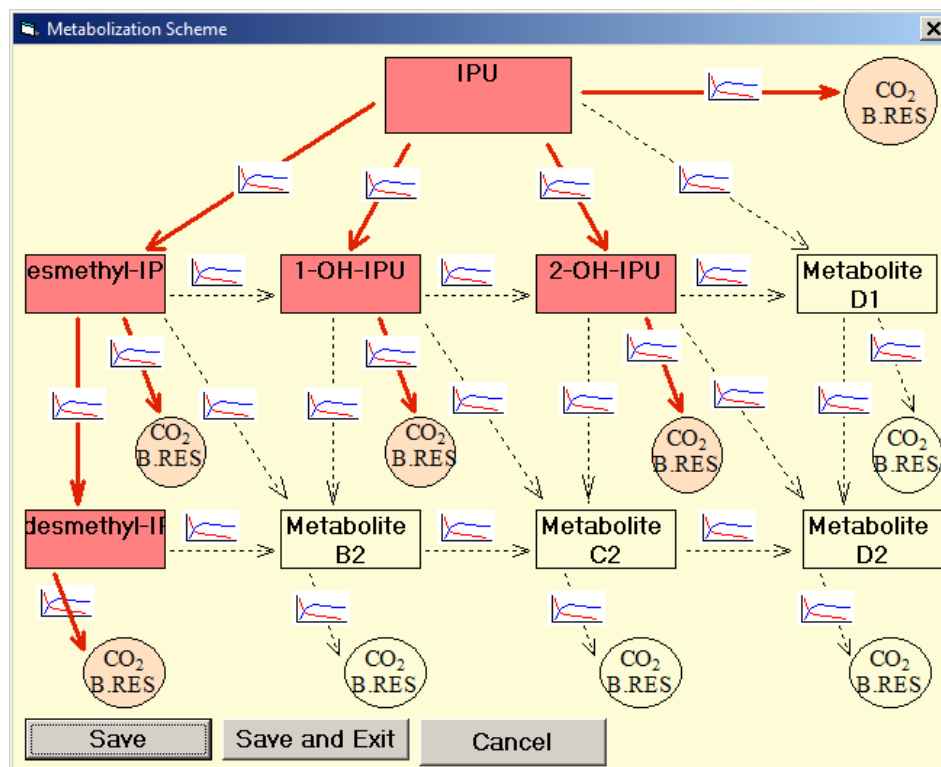 Metabolization Scheme
IPU
CO2
B.RES
esmethyl-IP
1-OH-IPU
2-OH-IPU
Metabolite
D1
CO2
B.RES
CO2
B.RES
CO2
B.RES
CO2
B.RES
desmethyl-IP
Metabolite
B2
Metabolite
C2
Metabolite
D2
CO2
B.RES
CO2
B.RES
CO2
B.RES
CO2
B.RES
Save
Save and Exit
Cancel